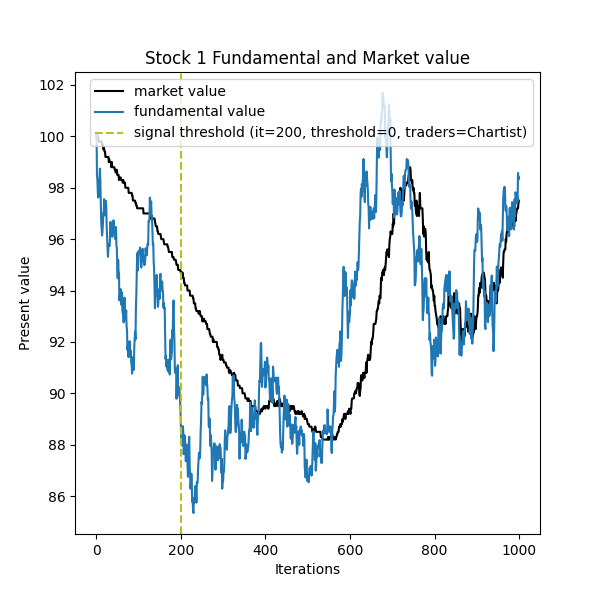 Stock 1 Fundamental and Market value
market value
fundamental value
signal threshold (it=200, threshold=0, traders=Chartist)
102
100
98
96
94
92
90
88
86
Present value
0
200
400
600
800
1000
Iterations